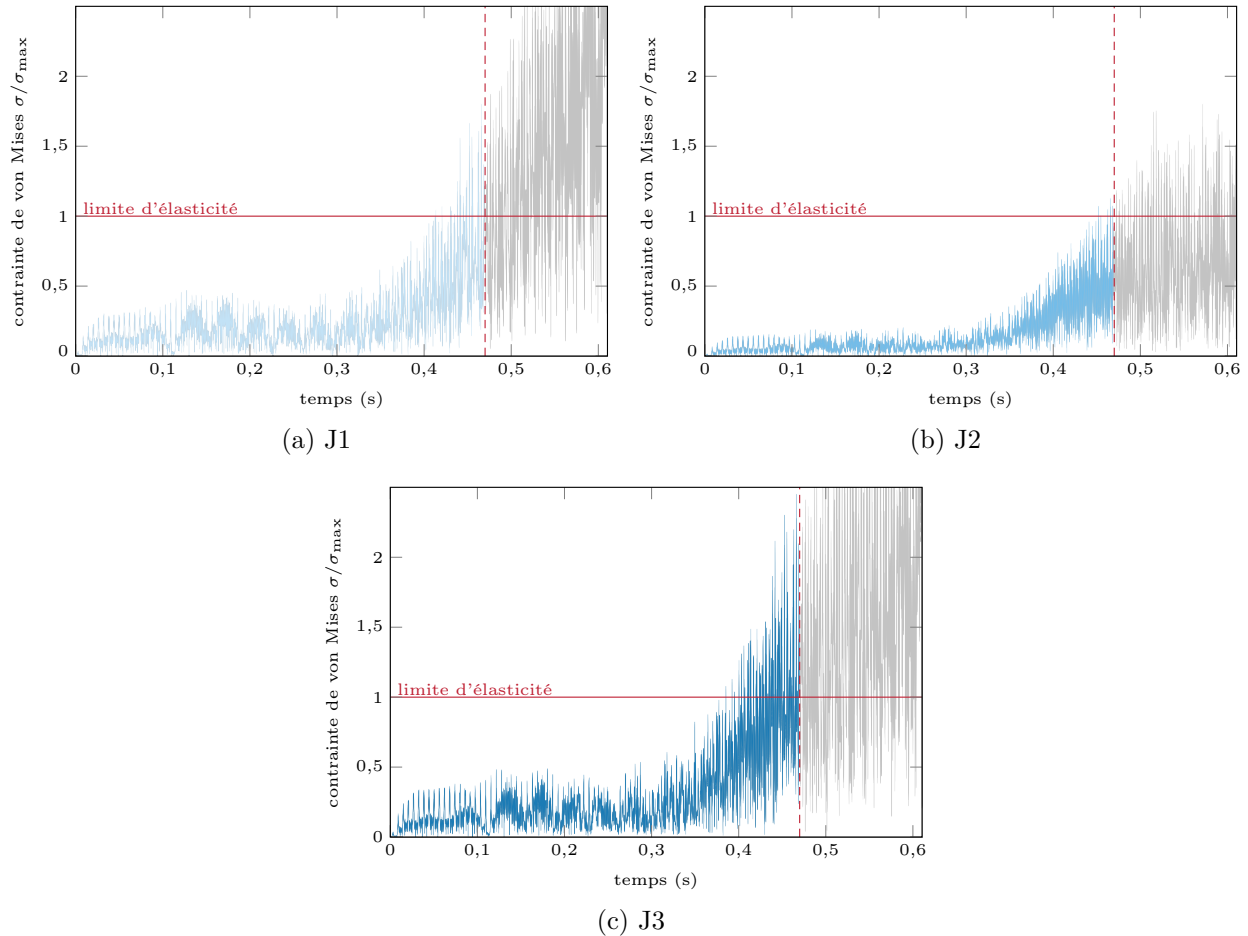 contrainte de von Mises σ/σmax
2
1,5
1
0,5
0
limite d'élasticité
0 0,1 0,2 0,3 0,4 0,5 0,6
temps (s)
(a) J1
contrainte de von Mises σ/σmax
2
1,5
1
0,5
0
limite d'élasticité
0 0,1 0,2 0,3 0,4 0,5 0,6
temps (s)
(b) J2
contrainte de von Mises σ/σmax
2
1,5
1
0,5
0
limite d'élasticité
0 0,1 0,2 0,3 0,4 0,5 0,6
temps (s)
(c) J3